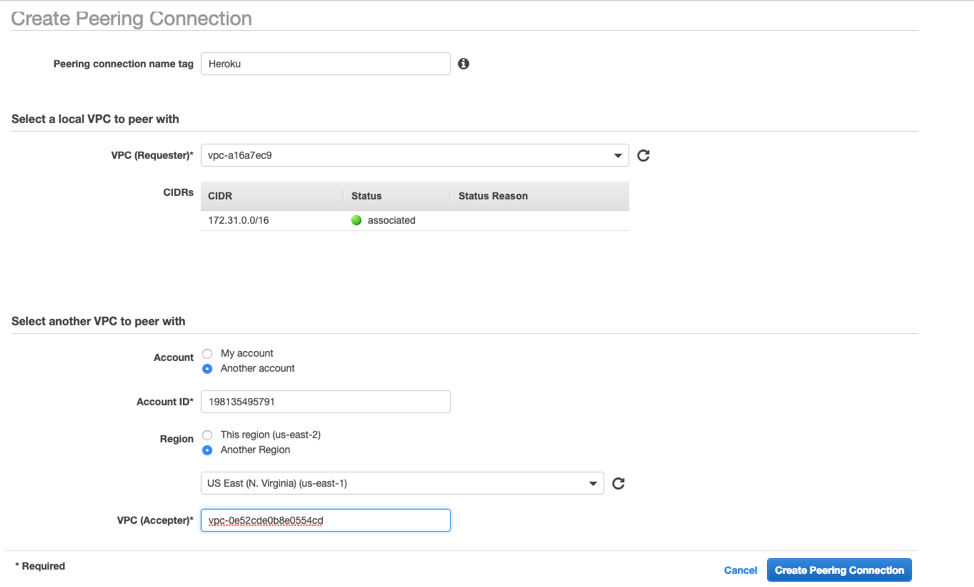 Create Peering Connection
Peering connection name tag Heroku
Select a local VPC to peer with
VPC (Requester)* vpc-a16a7ec9
CIDRs CIDR Status Status Reason
172.31.0.0/16 associated
Select another VPC to peer with
Account My account
Another account
Account ID* 198135495791
Region This region (us-east-2)
Another Region
US East (N. Virginia) (us-east-1)
VPC (Accepter)* vpc-0e52cde0b8e0554cd
* Required
Cancel Create Peering Connection